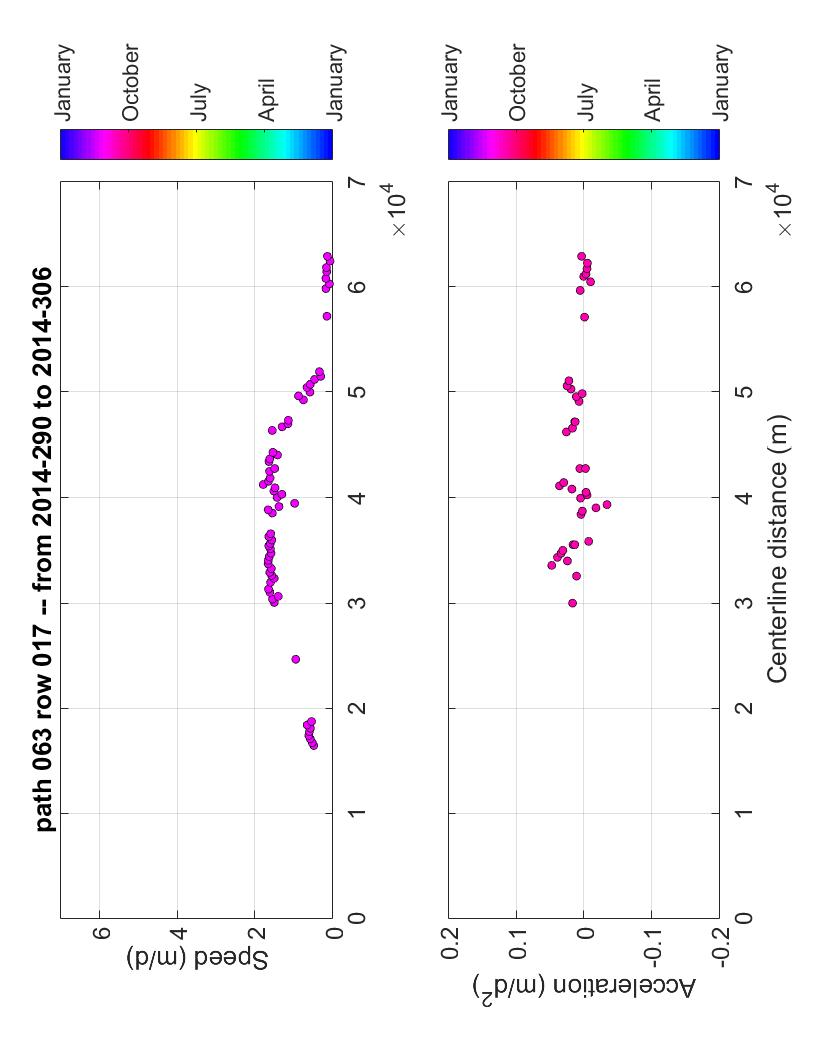 path 063 row 017 -- from 2014-290 to 2014-306
Speed (m/d)
6
4
2
0
0
1
2
3
4
5
6
7
×10⁴
January
October
July
April
January
Acceleration (m/d²)
0.2
0.1
0
-0.1
-0.2
0
1
2
3
4
5
6
7
×10⁴
Centerline distance (m)
January
October
July
April
January